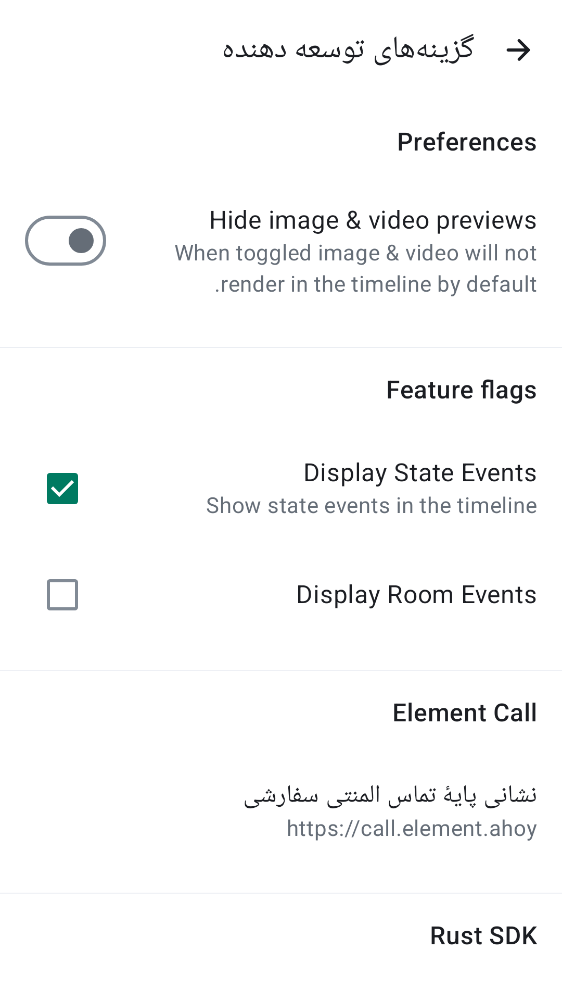 گزینه‌های توسعه دهنده
Preferences
Hide image & video previews
When toggled image & video will not
.render in the timeline by default
Feature flags
Display State Events
Show state events in the timeline
Display Room Events
Element Call
نشانی پایهٔ تماس المنتی سفارشی
https://call.element.ahoy
Rust SDK